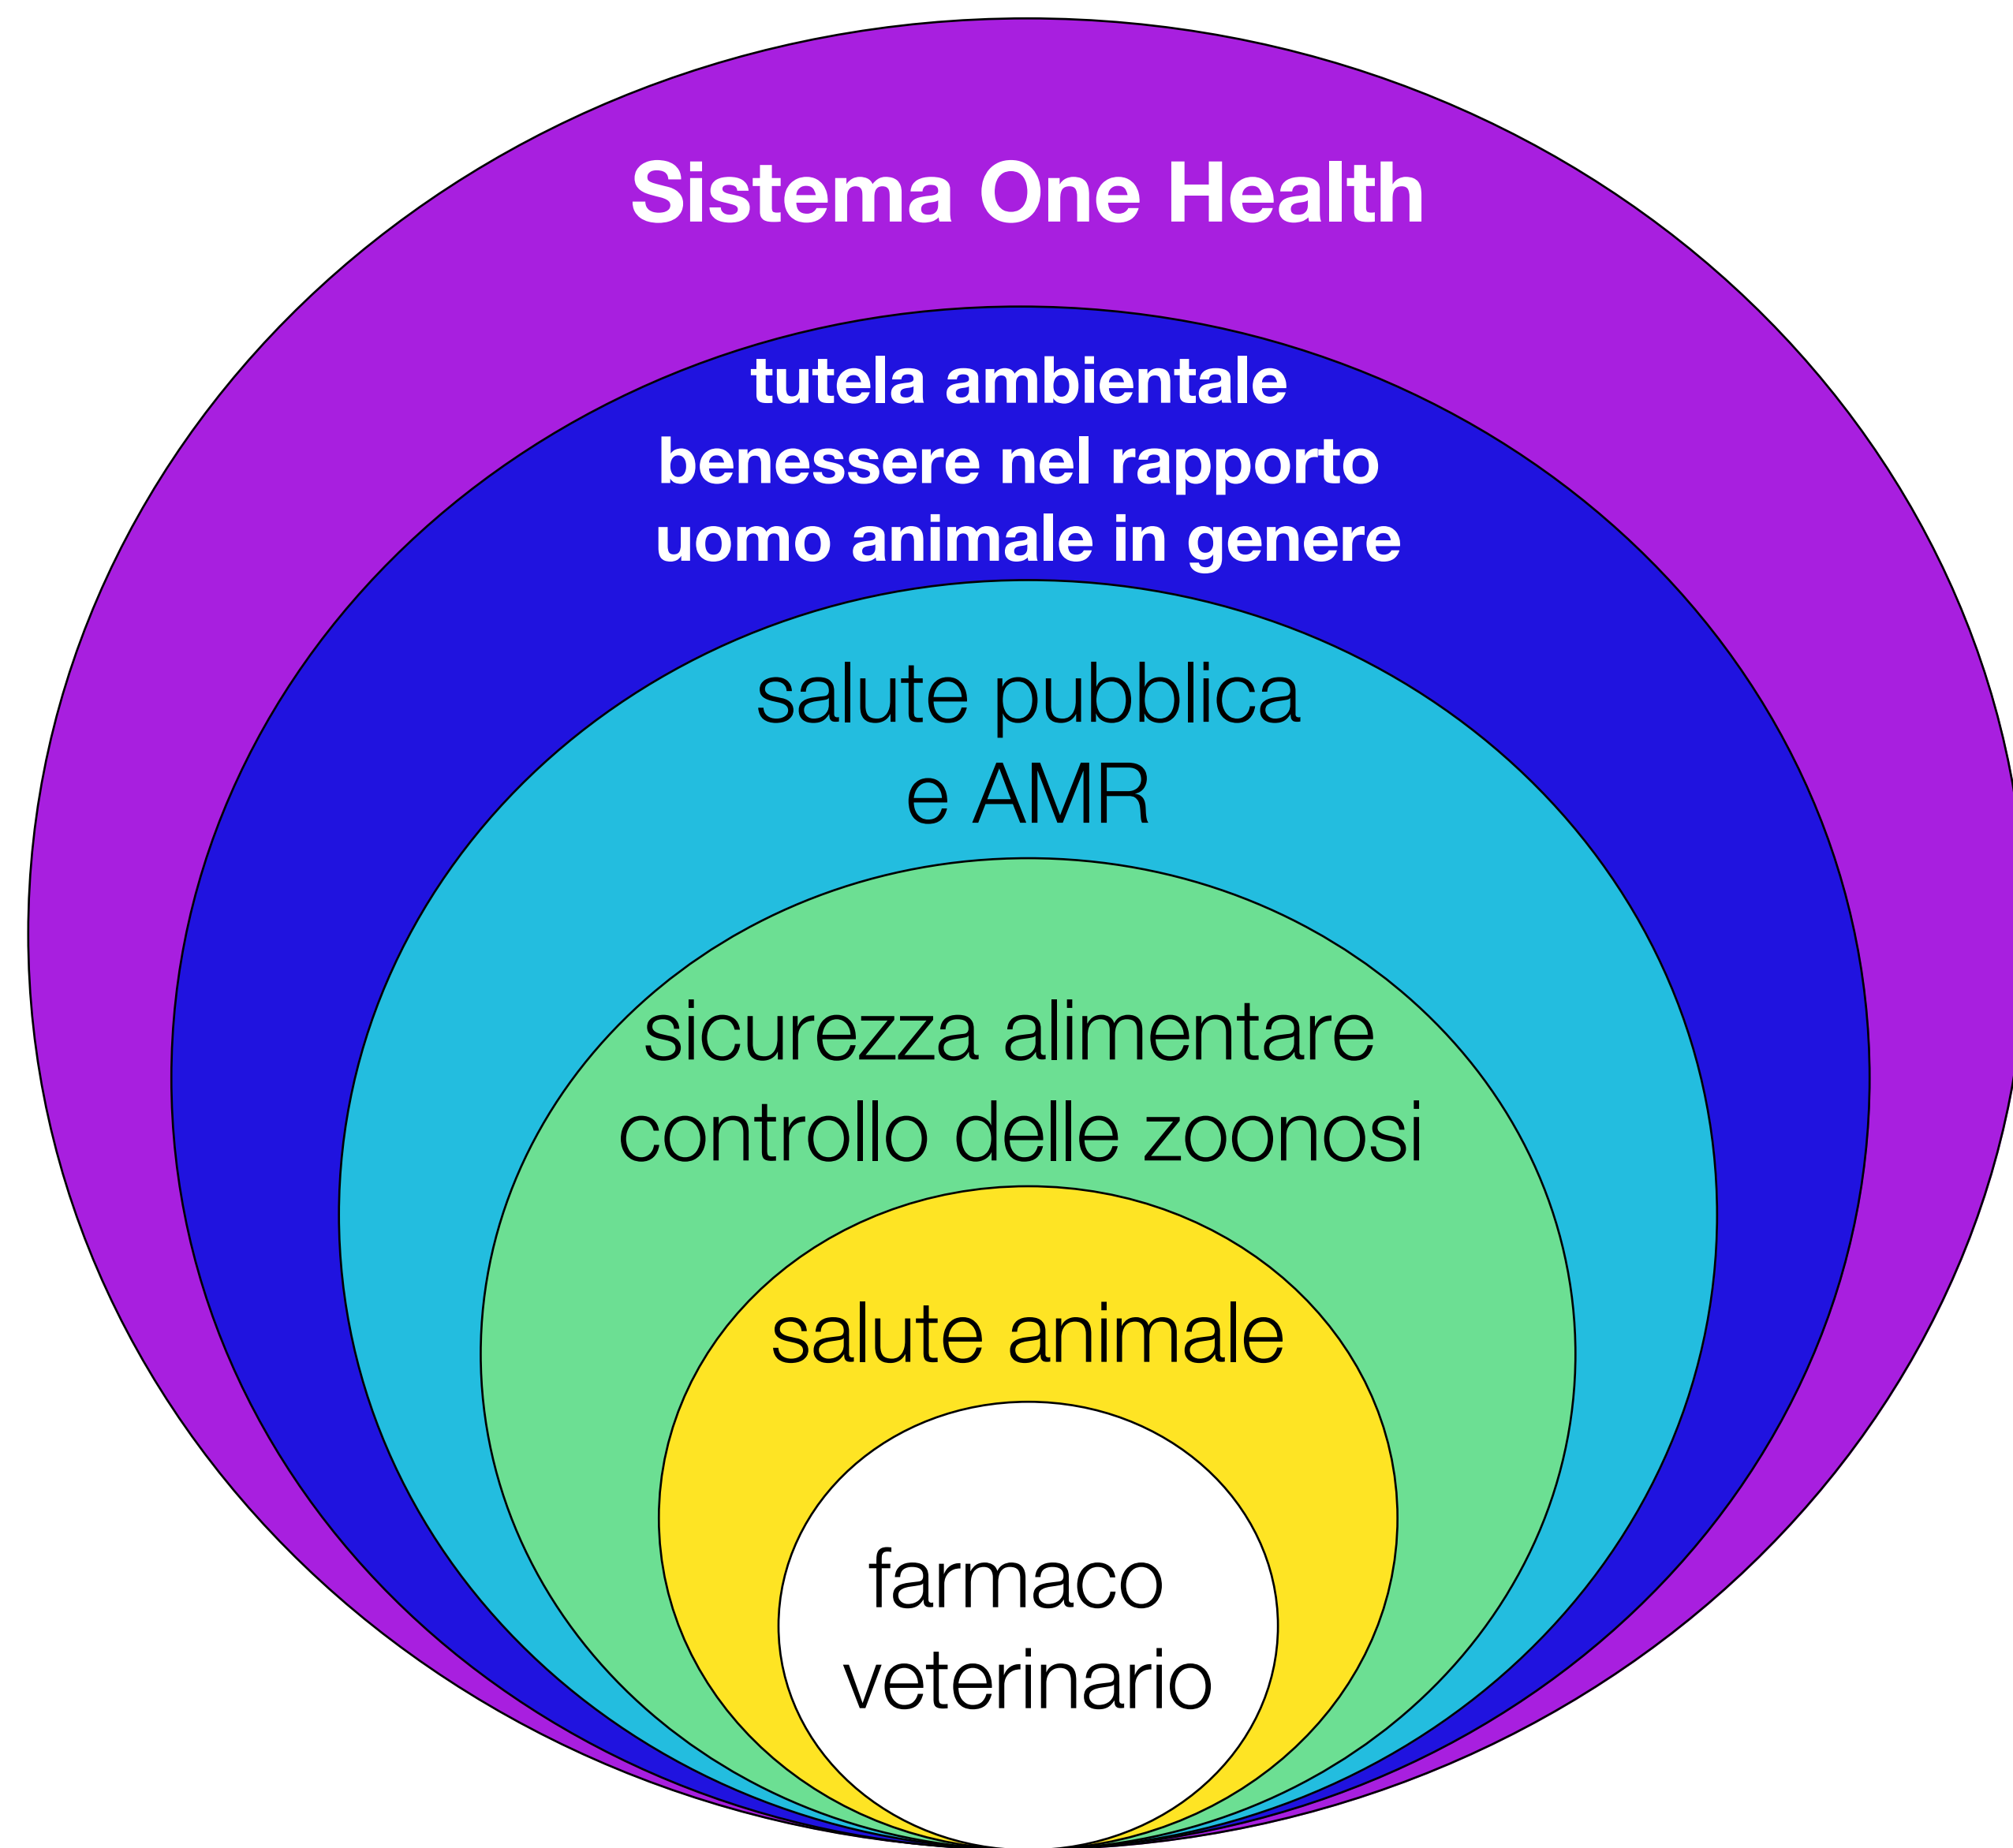 Sistema One Health
tutela ambientale
benessere nel rapporto
uomo animale in genere
salute pubblica
e AMR
sicurezza alimentare
controllo delle zoonosi
salute animale
farmaco
veterinario